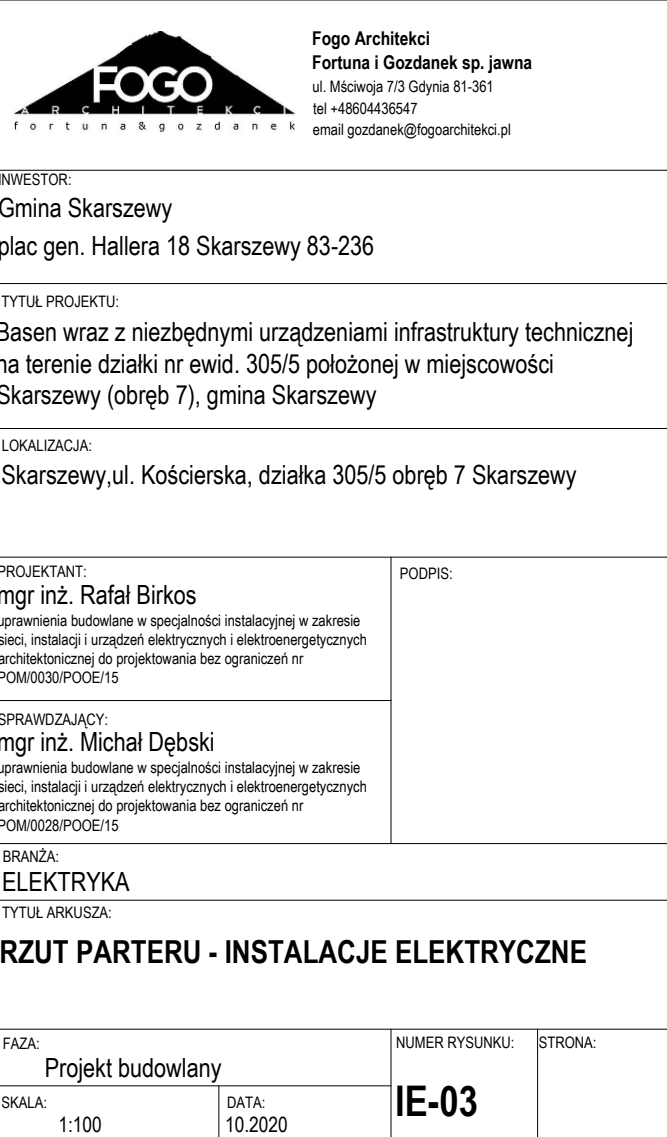 FOGO
ARCHITEKCI
fortuna&gozdanek
Fogo Architekci
Fortuna i Gozdanek sp. jawna
ul. Mściwoja 7/3 Gdynia 81-361
tel +48604436547
email gozdanek@fogoarchitekci.pl
INWESTOR:
Gmina Skarszewy
plac gen. Hallera 18 Skarszewy 83-236
TYTUŁ PROJEKTU:
Basen wraz z niezbędnymi urządzeniami infrastruktury technicznej
na terenie działki nr ewid. 305/5 położonej w miejscowości
Skarszewy (obręb 7), gmina Skarszewy
LOKALIZACJA:
Skarszewy,ul. Kościerska, działka 305/5 obręb 7 Skarszewy
PROJEKTANT:
mgr inż. Rafał Birkos
uprawnienia budowlane w specjalności instalacyjnej w zakresie
sieci, instalacji i urządzeń elektrycznych i elektroenergetycznych
architektonicznej do projektowania bez ograniczeń nr
POM/0030/POOE/15
PODPIS:
SPRAWDZAJĄCY:
mgr inż. Michał Dębski
uprawnienia budowlane w specjalności instalacyjnej w zakresie
sieci, instalacji i urządzeń elektrycznych i elektroenergetycznych
architektonicznej do projektowania bez ograniczeń nr
POM/0028/POOE/15
BRANŻA:
ELEKTRYKA
TYTUŁ ARKUSZA:
RZUT PARTERU - INSTALACJE ELEKTRYCZNE
FAZA:
Projekt budowlany
NUMER RYSUNKU:
IE-03
STRONA:
SKALA:
1:100
DATA:
10.2020